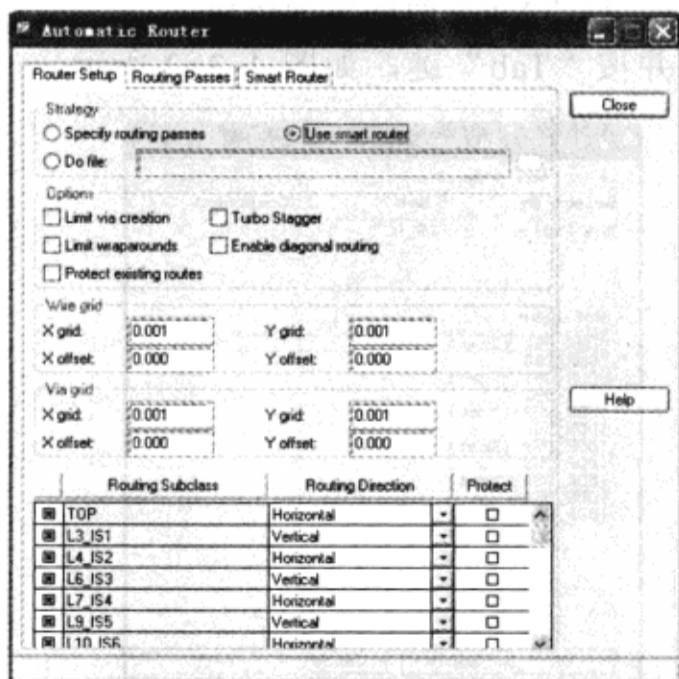 Automatic Router
Router Setup Routing Passes Smart Router
Close
Strategy
Specify routing passes Use smart router
Do file:
Options
Limit via creation Turbo Stagger
Limit wraparounds Enable diagonal routing
Protect existing routes
Wire grid
X grid: 0.001 Y grid: 0.001
X offset: 0.000 Y offset: 0.000
Via grid
Help
X grid: 0.001 Y grid: 0.001
X offset: 0.000 Y offset: 0.000
Routing Subclass Routing Direction Protect
TOP Horizontal
L3_IS1 Vertical
L4_IS2 Horizontal
L6_IS3 Vertical
L7_IS4 Horizontal
L9_IS5 Vertical
L10_IS6 Horizontal